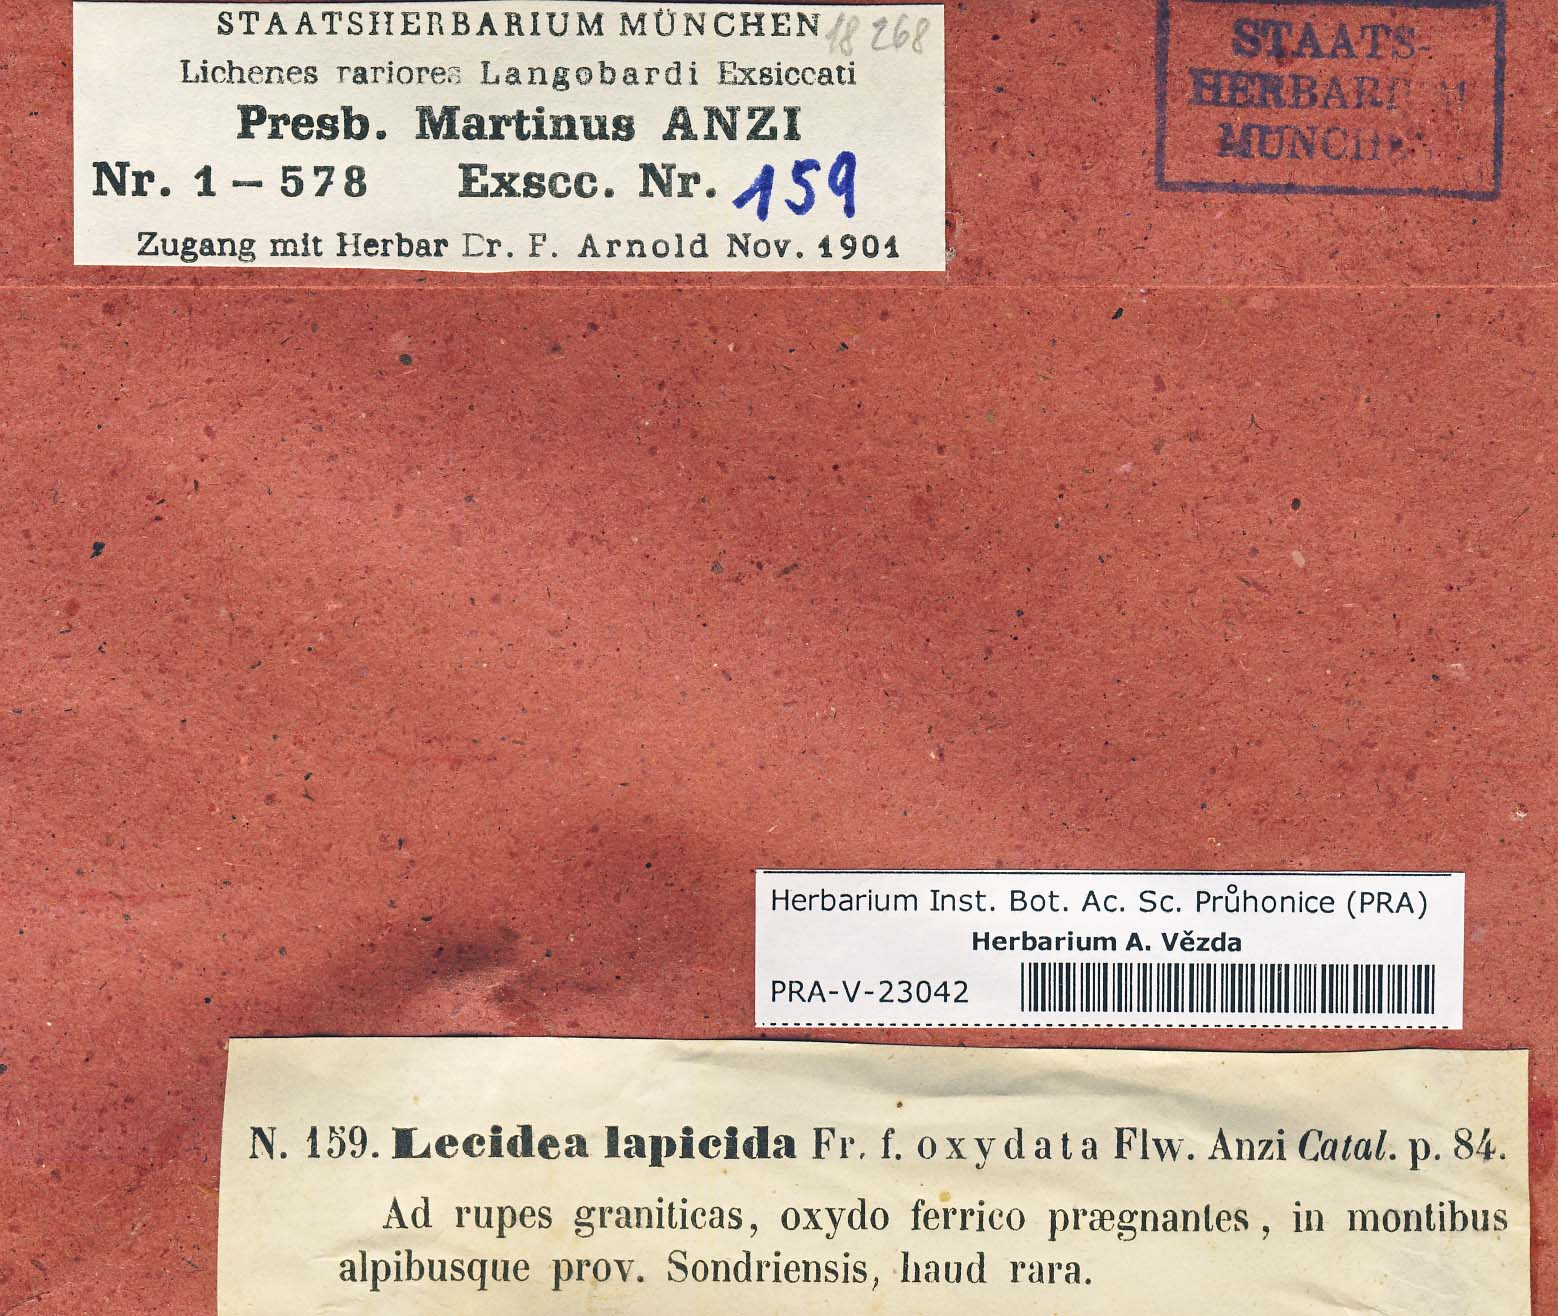 STAATSHERBARIUM MÜNCHEN 18 268
Lichenes rariores Langobardi Exsiccati
Presb. Martinus ANZI
Nr. 1 – 578 Exscc. Nr. 159
Zugang mit Herbar Dr. F. Arnold Nov. 1901
STAATS-
HERBARIUM
MÜNCHEN
Herbarium Inst. Bot. Ac. Sc. Průhonice (PRA)
Herbarium A. Vězda
PRA-V-23042
N. 159. Lecidea lapicida Fr. f. oxydata Flw. Anzi Catal. p. 84.
Ad rupes graniticas, oxydo ferrico prægnantes, in montibus
alpibusque prov. Sondriensis, haud rara.